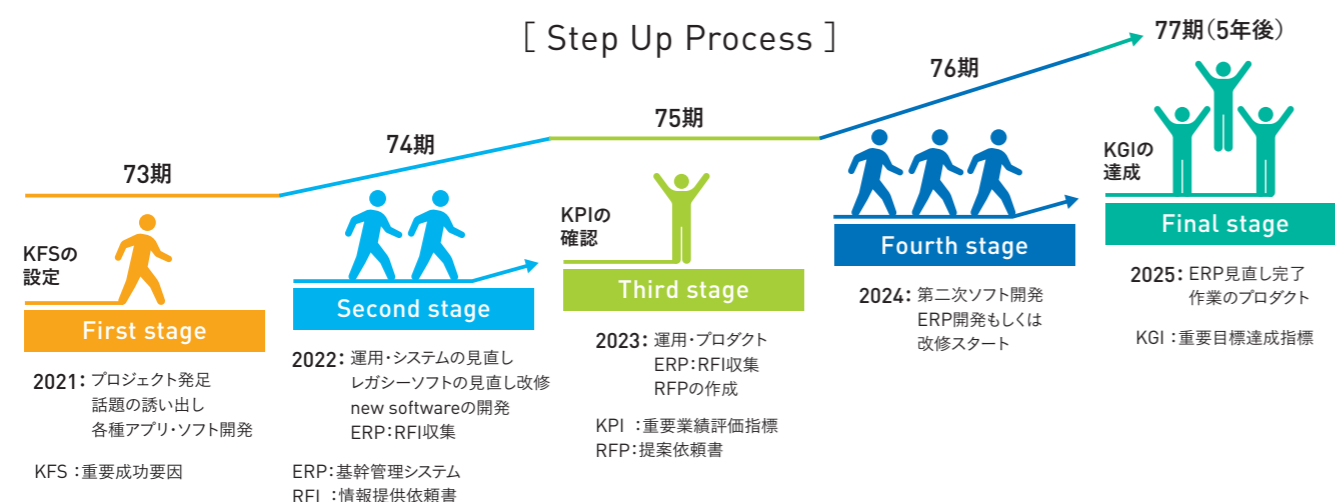 [ Step Up Process ]
73期
KFSの
設定
First stage
2021：プロジェクト発足
話題の誘い出し
各種アプリ・ソフト開発
KFS ：重要成功要因
74期
Second stage
2022：運用・システムの見直し
レガシーソフトの見直し改修
new softwareの開発
ERP：RFI収集
ERP：基幹管理システム
RFI ：情報提供依頼書
75期
KPIの
確認
Third stage
2023：運用・プロダクト
ERP：RFI収集
RFPの作成
KPI ：重要業績評価指標
RFP：提案依頼書
76期
Fourth stage
2024：第二次ソフト開発
ERP開発もしくは
改修スタート
77期（5年後）
KGIの
達成
Final stage
2025：ERP見直し完了
作業のプロダクト
KGI：重要目標達成指標